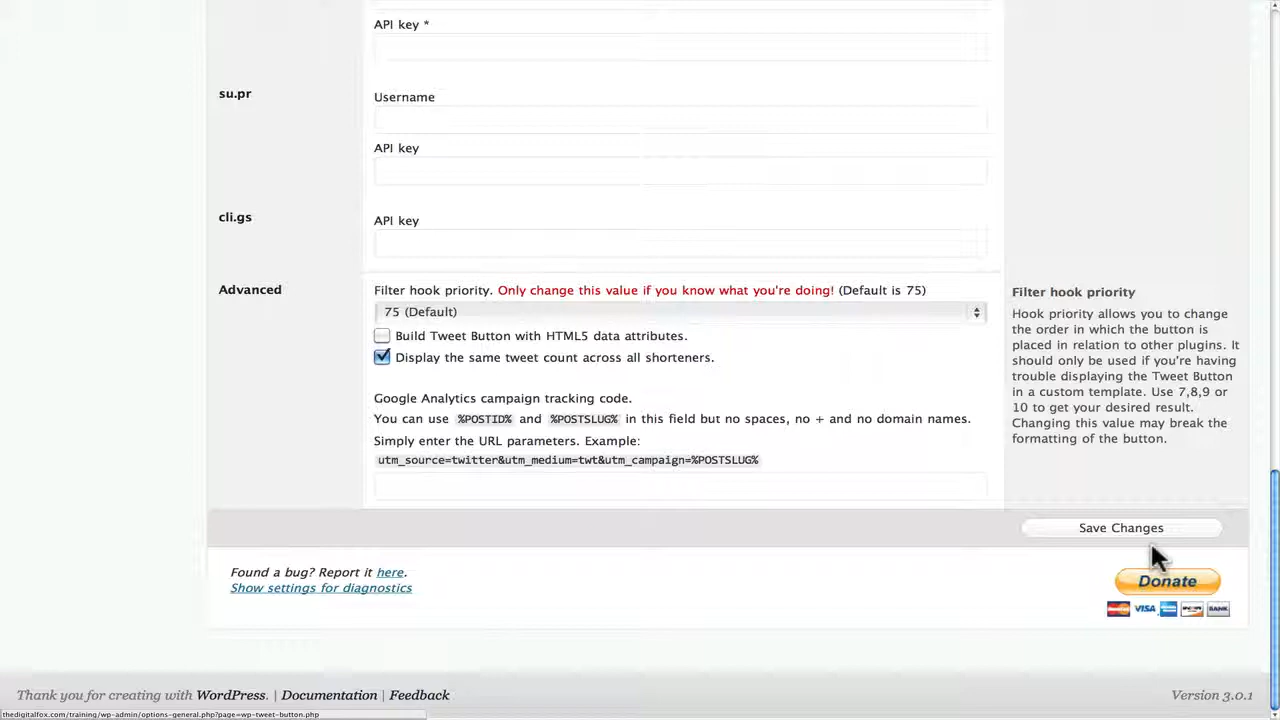 API key *
su.pr
Username
API key
cli.gs
API key
Advanced
Filter hook priority. Only change this value if you know what you're doing! (Default is 75)
75 (Default)
Build Tweet Button with HTML5 data attributes.
Display the same tweet count across all shorteners.
Google Analytics campaign tracking code.
You can use %POSTID% and %POSTSLUG% in this field but no spaces, no + and no domain names.
Simply enter the URL parameters. Example:
utm_source=twitter&utm_medium=twt&utm_campaign=%POSTSLUG%
Filter hook priority
Hook priority allows you to change
the order in which the button is
placed in relation to other plugins. It
should only be used if you're having
trouble displaying the Tweet Button
in a custom template. Use 7,8,9 or
10 to get your desired result.
Changing this value may break the
formatting of the button.
Save Changes
Found a bug? Report it here.
Show settings for diagnostics
Donate
VISA
BANK
Thank you for creating with WordPress. | Documentation | Feedback
Version 3.0.1
thedigitalfox.com/training/wp-admin/options-general.php?page=wp-tweet-button.php